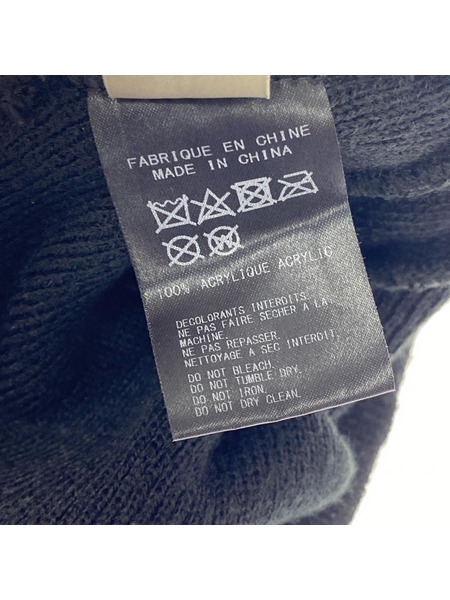 FABRIQUE EN CHINE
MADE IN CHINA
W
100% ACRYLIQUE ACRYLIC
DECOLORANTS INTERDITS.
NE PAS FAIRE SECHER A LA
MACHINE.
NE PAS REPASSER.
NETTOYAGE A SEC INTERDIT.
DO NOT BLEACH.
DO NOT TUMBLE DRY.
DO NOT IRON.
DO NOT DRY CLEAN.